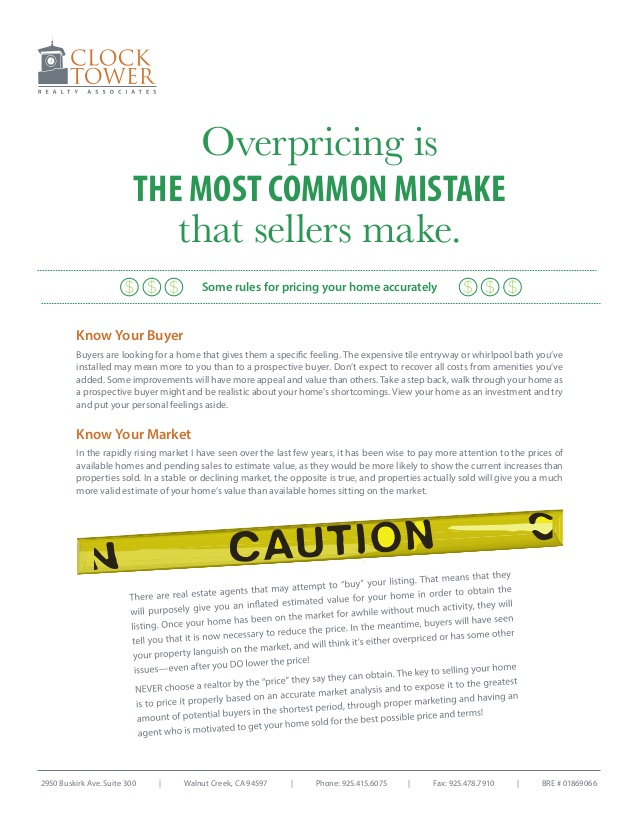 CLOCK
TOWER
REALTY ASSOCIATES
Overpricing is
THE MOST COMMON MISTAKE
that sellers make.
$ $ $ Some rules for pricing your home accurately $ $ $
Know Your Buyer
Buyers are looking for a home that gives them a specific feeling. The expensive tile entryway or whirlpool bath you've
installed may mean more to you than to a prospective buyer. Don't expect to recover all costs from amenities you've
added. Some improvements will have more appeal and value than others. Take a step back, walk through your home as
a prospective buyer might and be realistic about your home's shortcomings. View your home as an investment and try
and put your personal feelings aside.
Know Your Market
In the rapidly rising market I have seen over the last few years, it has been wise to pay more attention to the prices of
available homes and pending sales to estimate value, as they would be more likely to show the current increases than
properties sold. In a stable or declining market, the opposite is true, and properties actually sold will give you a much
more valid estimate of your home's value than available homes sitting on the market.
N CAUTION C
There are real estate agents that may attempt to "buy" your listing. That means that they
will purposely give you an inflated estimated value for your home in order to obtain the
listing. Once your home has been on the market for awhile without much activity, they will
tell you that it is now necessary to reduce the price. In the meantime, buyers will have seen
your property languish on the market, and will think it's either overpriced or has some other
issues—even after you DO lower the price!
NEVER choose a realtor by the "price" they say they can obtain. The key to selling your home
is to price it properly based on an accurate market analysis and to expose it to the greatest
amount of potential buyers in the shortest period, through proper marketing and having an
agent who is motivated to get your home sold for the best possible price and terms!
2950 Buskirk Ave. Suite 300 | Walnut Creek, CA 94597 | Phone: 925.415.6075 | Fax: 925.478.7910 | BRE # 01869066